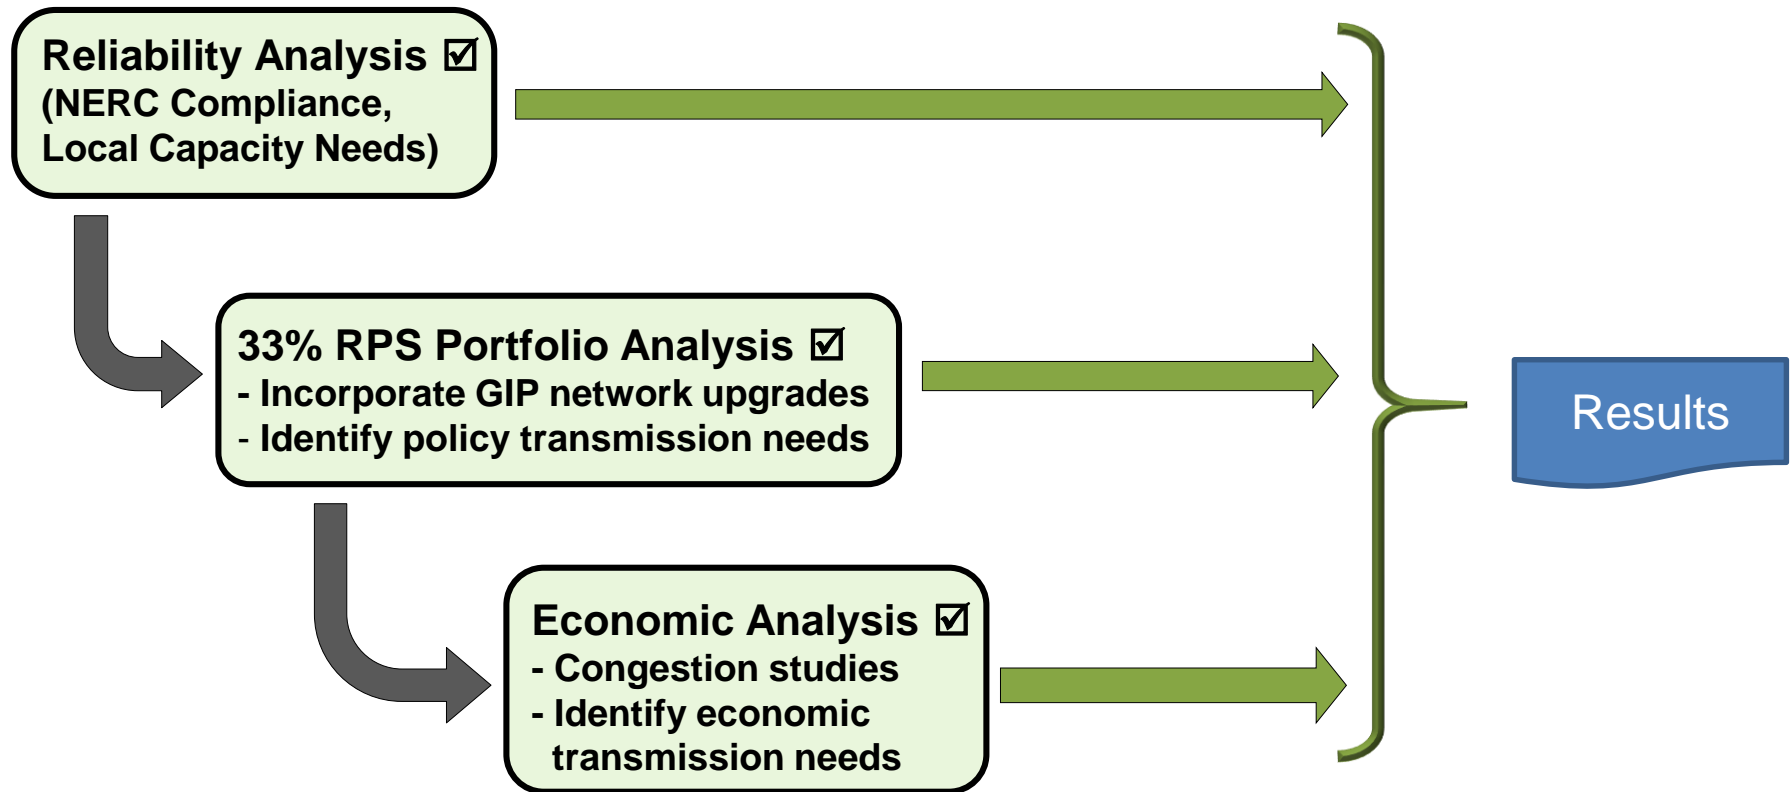 Reliability Analysis ☑
(NERC Compliance,
Local Capacity Needs)
33% RPS Portfolio Analysis ☑
- Incorporate GIP network upgrades
- Identify policy transmission needs
Economic Analysis ☑
- Congestion studies
- Identify economic
transmission needs
Results